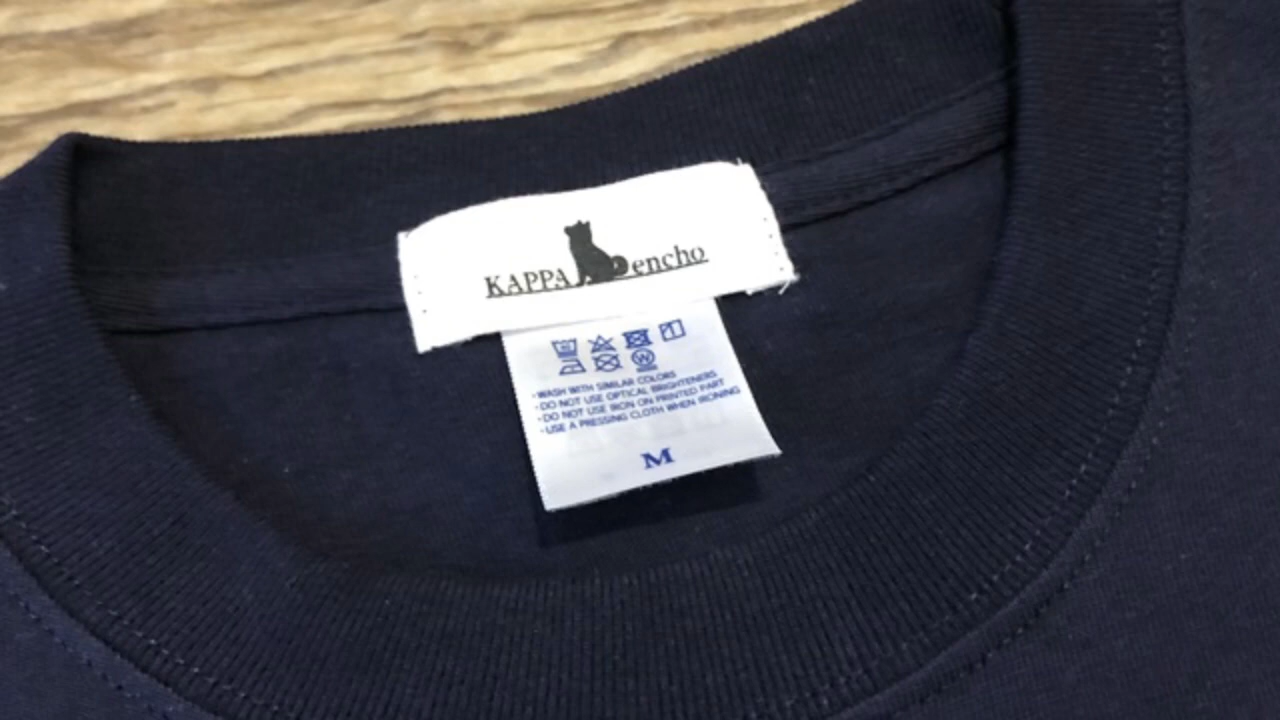 KAPPA encho
W
· WASH WITH SIMILAR COLORS
· DO NOT USE OPTICAL BRIGHTENERS
· DO NOT USE IRON ON PRINTED PART
· USE A PRESSING CLOTH WHEN IRONING
M